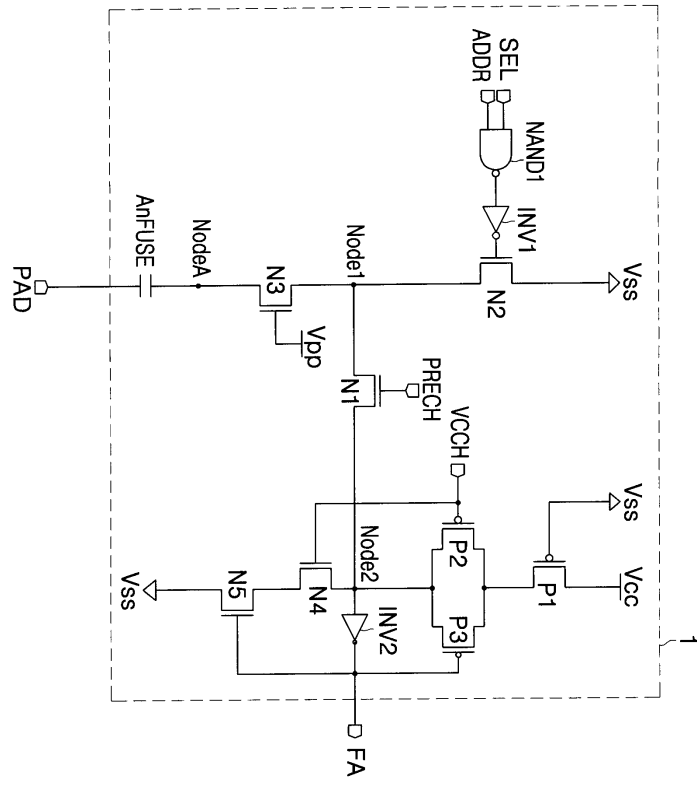 1
Vss
Vss
Vcc
SEL
ADDR
NAND1
INV1
N2
P1
PRECH
VCCH
P2
P3
Node1
N1
Node2
INV2
FA
Vpp
N3
N4
N5
NodeA
AnFUSE
Vss
PAD